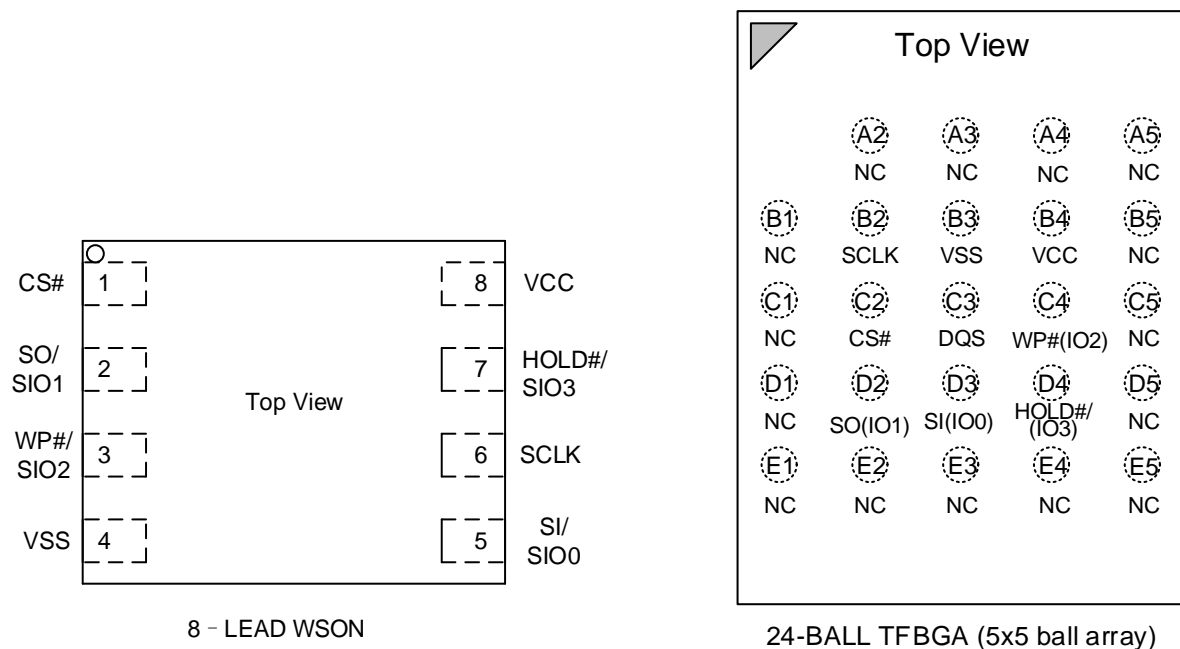 CS#
1
SO/
SIO1
2
WP#/
SIO2
3
VSS
4
Top View
8
VCC
7
HOLD#/
SIO3
6
SCLK
5
SI/
SIO0
8 - LEAD WSON
Top View
A2 A3 A4 A5
NC NC NC NC
B1 B2 B3 B4 B5
NC SCLK VSS VCC NC
C1 C2 C3 C4 C5
NC CS# DQS WP#(IO2) NC
D1 D2 D3 D4 D5
NC SO(IO1) SI(IO0) HOLD#/ NC
(IO3)
E1 E2 E3 E4 E5
NC NC NC NC NC
24-BALL TFBGA (5x5 ball array)